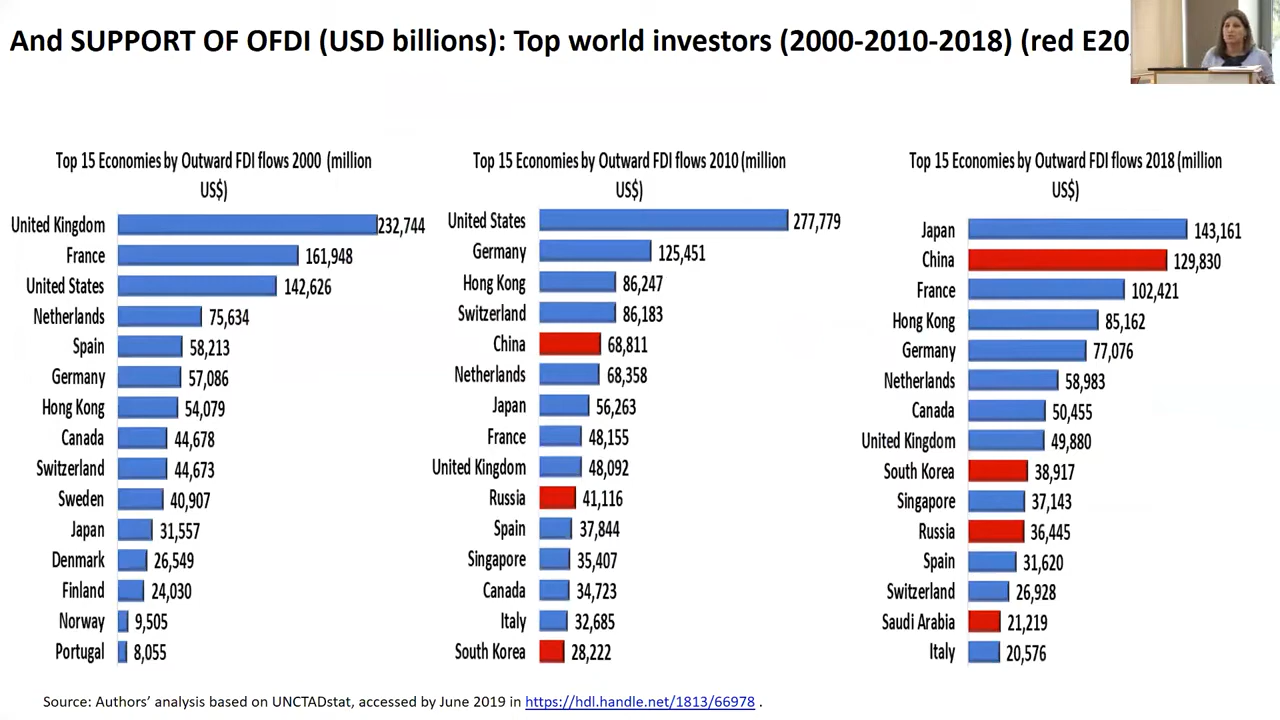 And SUPPORT OF OFDI (USD billions): Top world investors (2000-2010-2018) (red E20
Top 15 Economies by Outward FDI flows 2000 (million
US$)
United Kingdom 232,744
France 161,948
United States 142,626
Netherlands 75,634
Spain 58,213
Germany 57,086
Hong Kong 54,079
Canada 44,678
Switzerland 44,673
Sweden 40,907
Japan 31,557
Denmark 26,549
Finland 24,030
Norway 9,505
Portugal 8,055
Top 15 Economies by Outward FDI flows 2010 (million
US$)
United States 277,779
Germany 125,451
Hong Kong 86,247
Switzerland 86,183
China 68,811
Netherlands 68,358
Japan 56,263
France 48,155
United Kingdom 48,092
Russia 41,116
Spain 37,844
Singapore 35,407
Canada 34,723
Italy 32,685
South Korea 28,222
Top 15 Economies by Outward FDI flows 2018 (million
US$)
Japan 143,161
China 129,830
France 102,421
Hong Kong 85,162
Germany 77,076
Netherlands 58,983
Canada 50,455
United Kingdom 49,880
South Korea 38,917
Singapore 37,143
Russia 36,445
Spain 31,620
Switzerland 26,928
Saudi Arabia 21,219
Italy 20,576
Source: Authors’ analysis based on UNCTADstat, accessed by June 2019 in https://hdl.handle.net/1813/66978 .